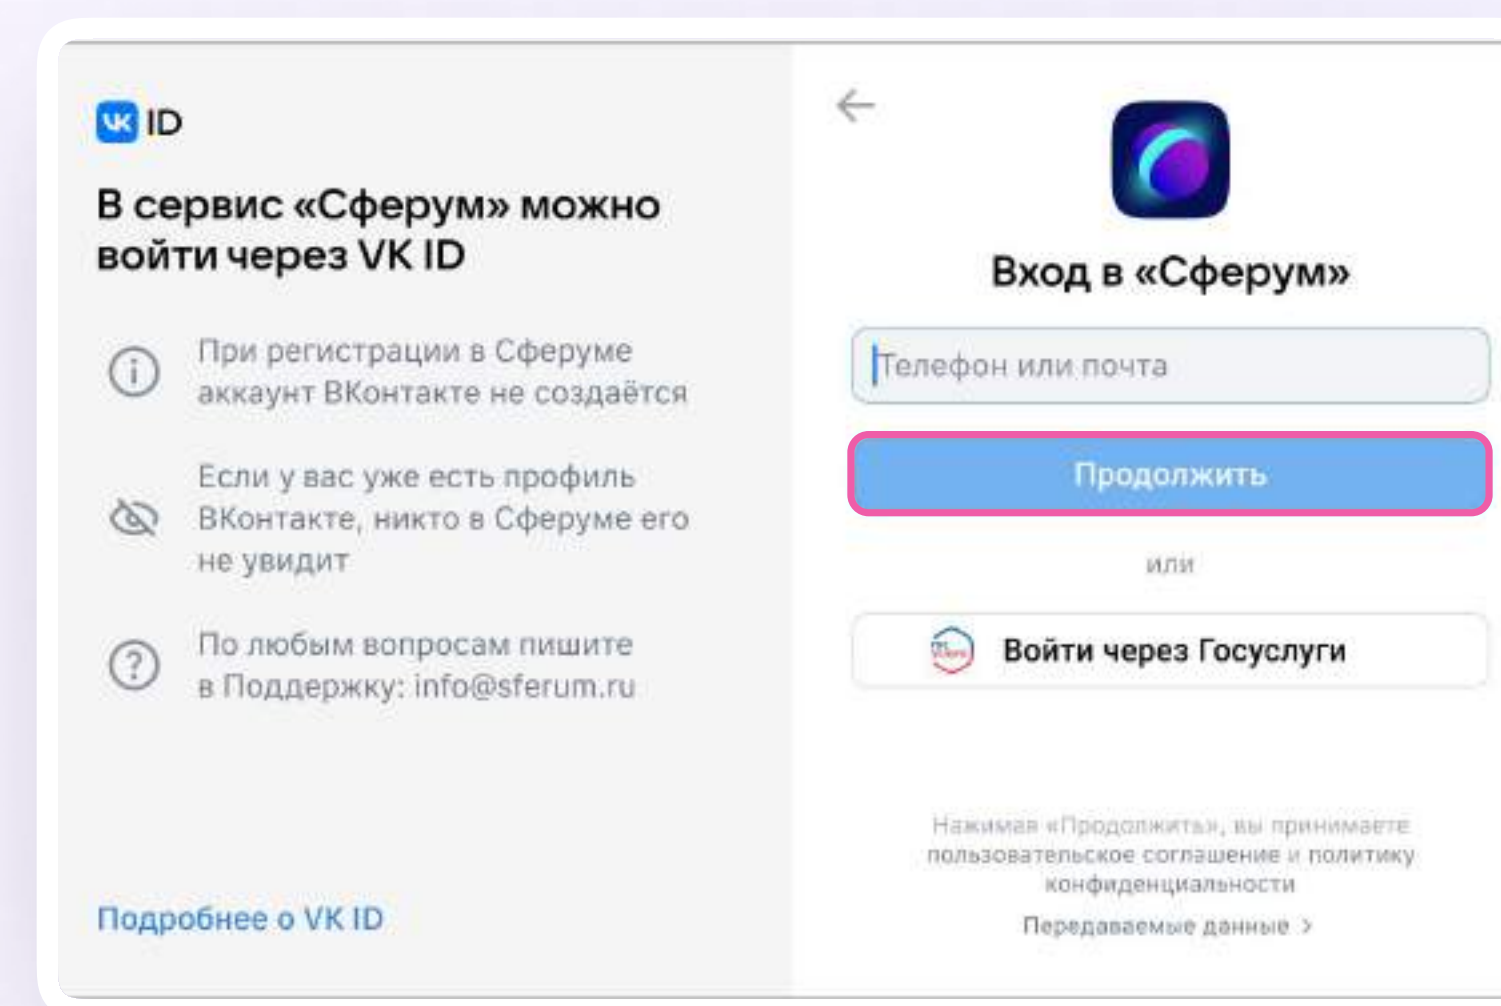 VK ID
В сервис «Сферум» можно
войти через VK ID
При регистрации в Сферуме
аккаунт ВКонтакте не создаётся
Если у вас уже есть профиль
ВКонтакте, никто в Сферуме его
не увидит
По любым вопросам пишите
в Поддержку: info@sferum.ru
Подробнее о VK ID
Вход в «Сферум»
Телефон или почта
Продолжить
или
Войти через Госуслуги
Нажимая «Продолжить», вы принимаете
пользовательское соглашение и политику
конфиденциальности
Передаваемые данные >